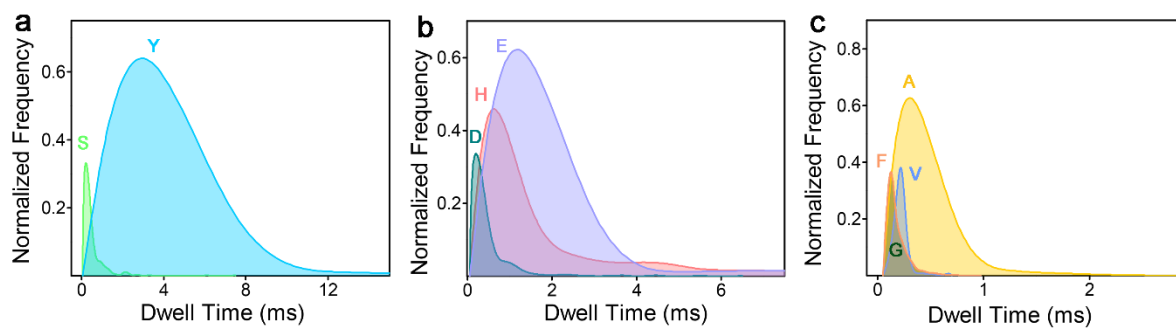 a
Normalized Frequency
0.6
0.4
0.2
S
Y
0
4
8
12
Dwell Time (ms)
b
Normalized Frequency
0.6
0.4
0.2
E
H
D
0
2
4
6
Dwell Time (ms)
c
Normalized Frequency
0.8
0.6
0.4
0.2
A
F
V
G
0
1
2
Dwell Time (ms)